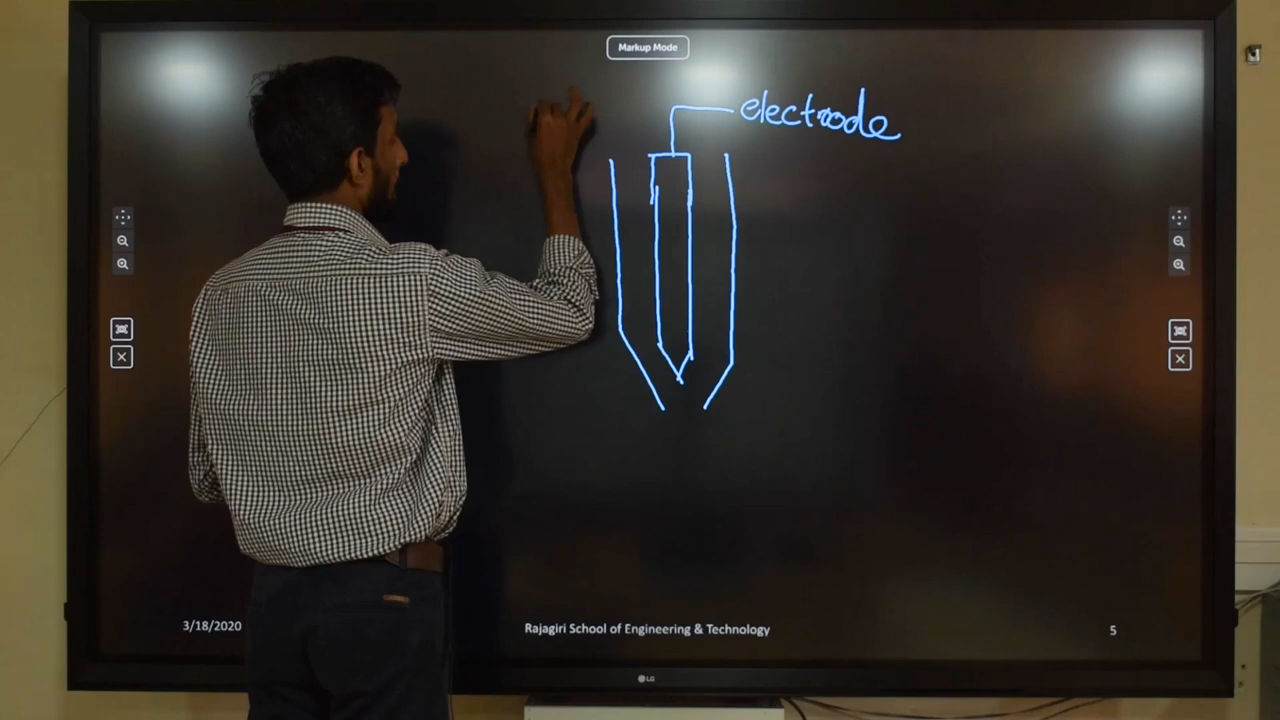 Markup Mode
electrode
3/18/2020
Rajagiri School of Engineering & Technology
5
LG